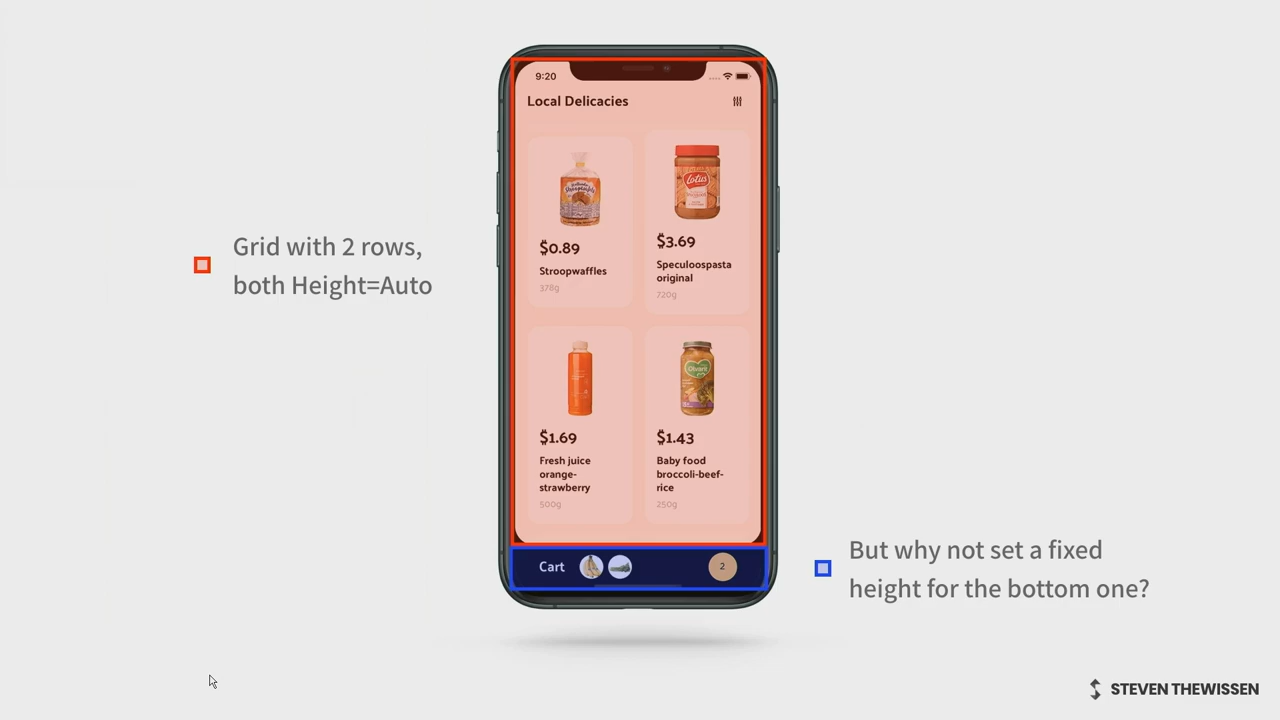 9:20
Local Delicacies
Grid with 2 rows,
both Height=Auto
lotus
$0.89
Stroopwaffles
378g
$3.69
Speculoospasta
original
720g
Olvarit
$1.69
Fresh juice
orange-
strawberry
500g
$1.43
Baby food
broccoli-beef-
rice
250g
Cart
2
But why not set a fixed
height for the bottom one?
STEVEN THEWISSEN